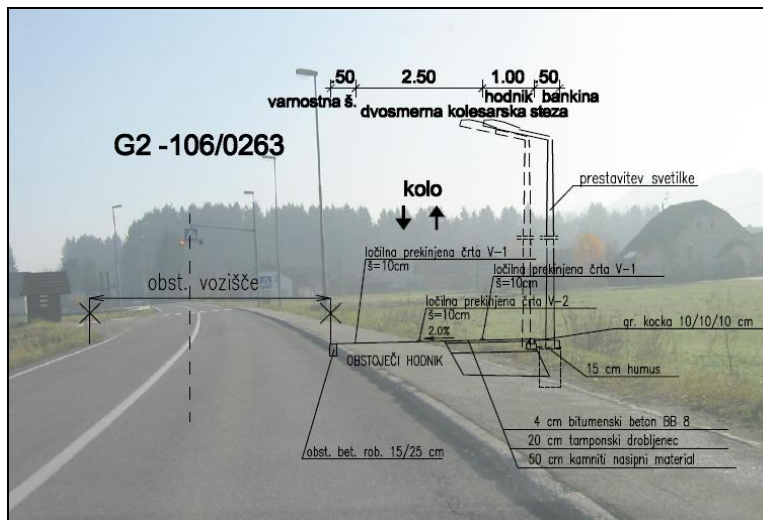 .50 2.50 1.00 .50
varnostna š. hodnik bankina
dvosmerna kolesarska steza
G2 -106/0263
kolo
prestavitev svetilke
ločilna prekinjena črta V-1
š=10cm
ločilna prekinjena črta V-1
š=10cm
obst. vozišče
ločilna prekinjena črta V-2
š=10cm
2.0%
gr. kocka 10/10/10 cm
OBSTOJEČI HODNIK
15 cm humus
4 cm bitumenski beton BB 8
20 cm tamponski drobljenec
50 cm kamniti nasipni material
obst. bet. rob. 15/25 cm